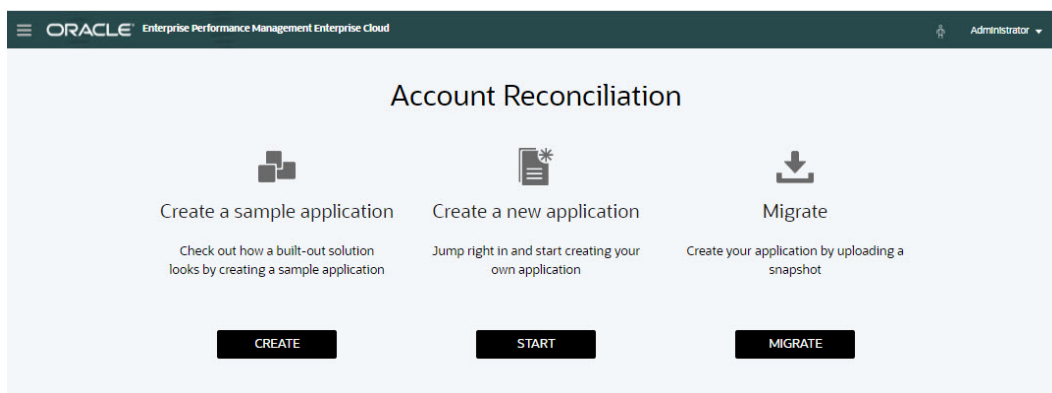 ORACLE Enterprise Performance Management Enterprise Cloud Administrator
Account Reconciliation
Create a sample application
Check out how a built-out solution
looks by creating a sample application
CREATE
Create a new application
Jump right in and start creating your
own application
START
Migrate
Create your application by uploading a
snapshot
MIGRATE